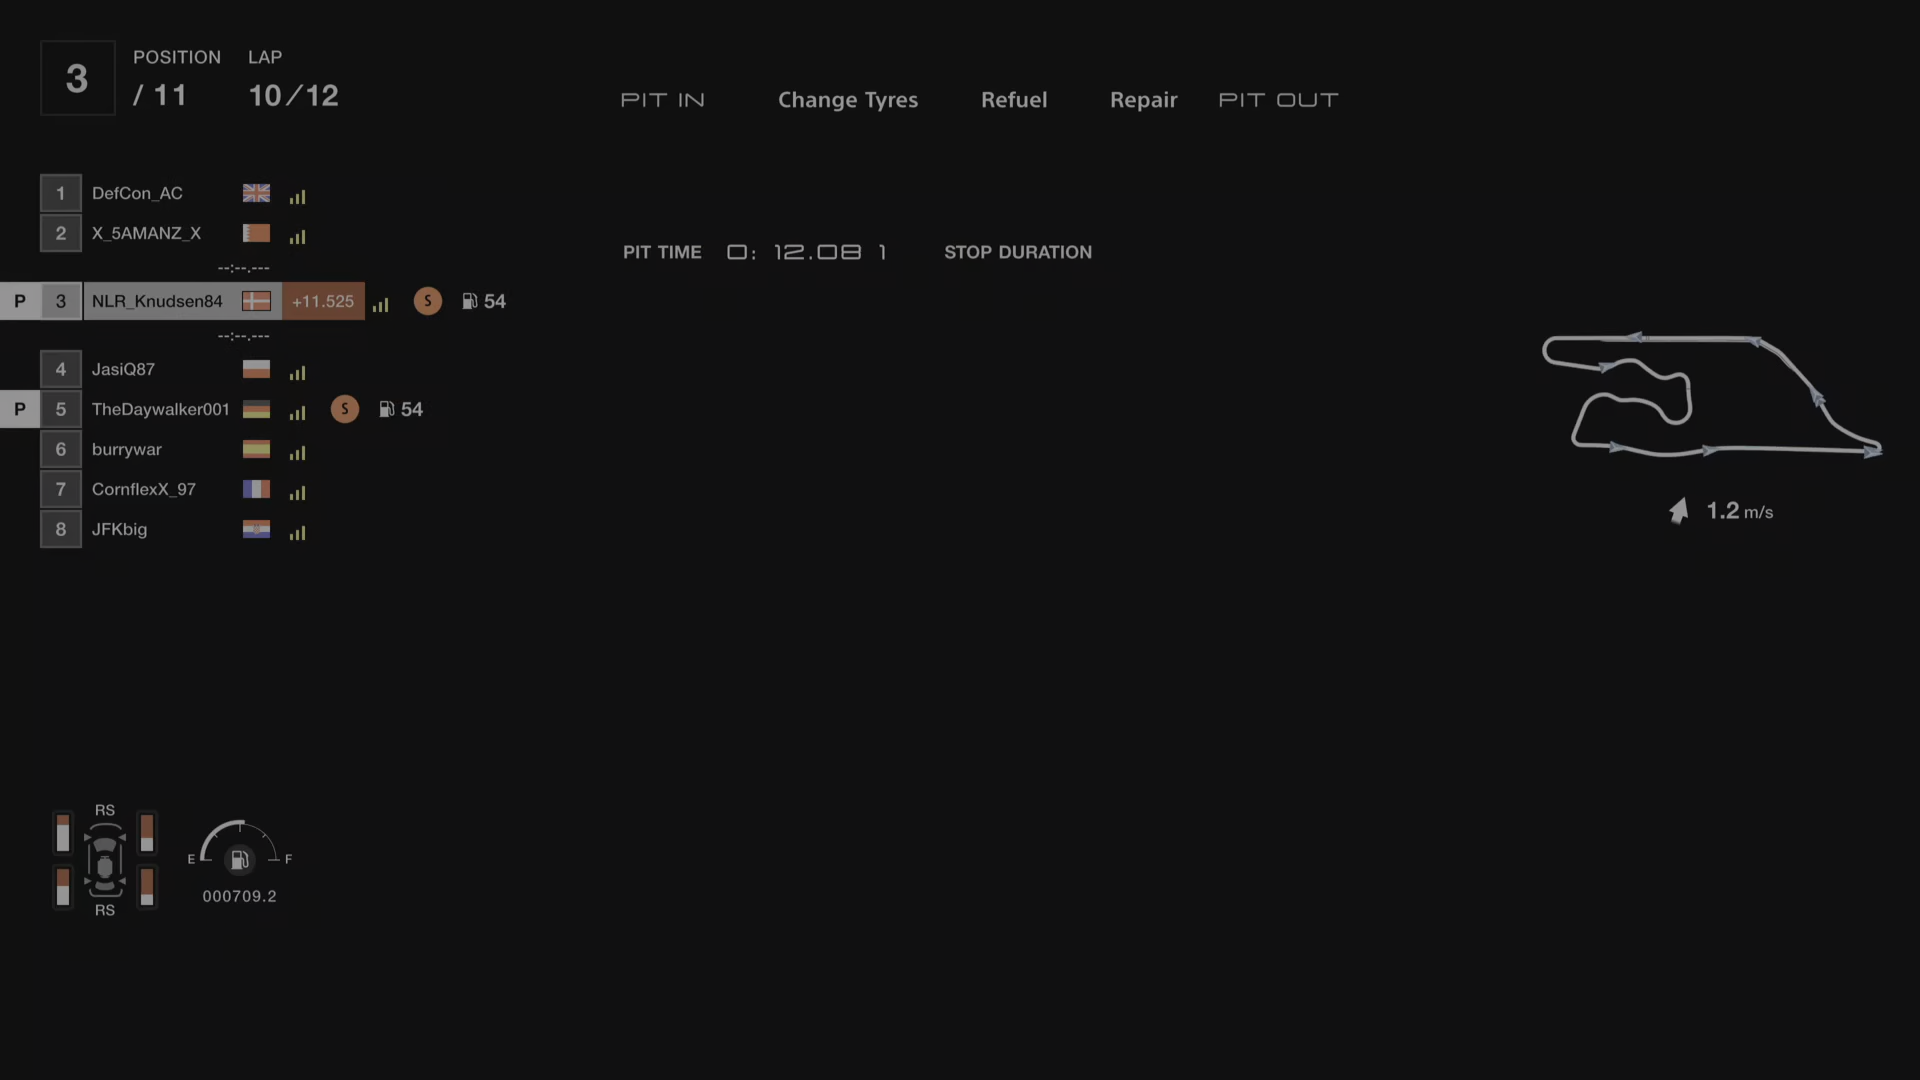 3
POSITION LAP
/ 11 10/12
PIT IN Change Tyres Refuel Repair PIT OUT
1 DefCon_AC
2 X_5AMANZ_X
--:--.---
P 3 NLR_Knudsen84 +11.525 S 54
--:--.---
4 JasiQ87
P 5 TheDaywalker001 S 54
6 burrywar
7 CornflexX_97
8 JFKbig
PIT TIME 0: 12.08 1 STOP DURATION
1.2 m/s
RS
RS
E F
000709.2